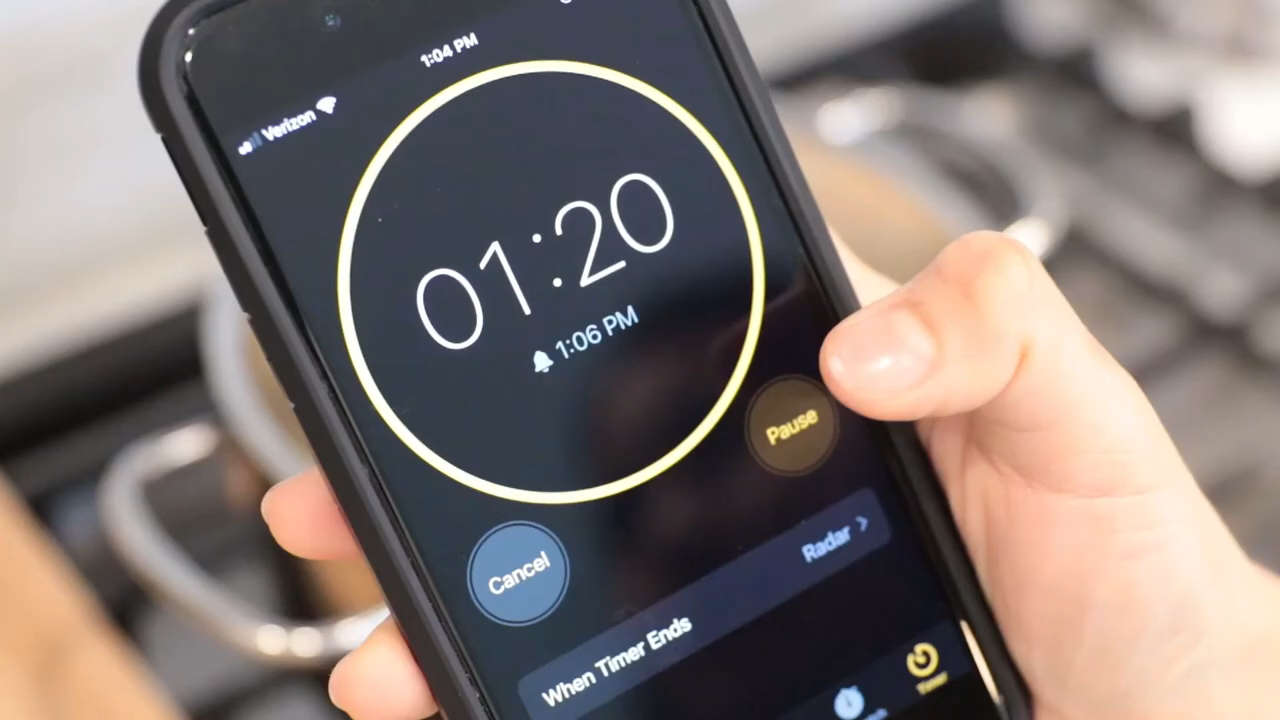 1:04 PM
Verizon
01:20
1:06 PM
Cancel
Pause
When Timer Ends Radar
Timer